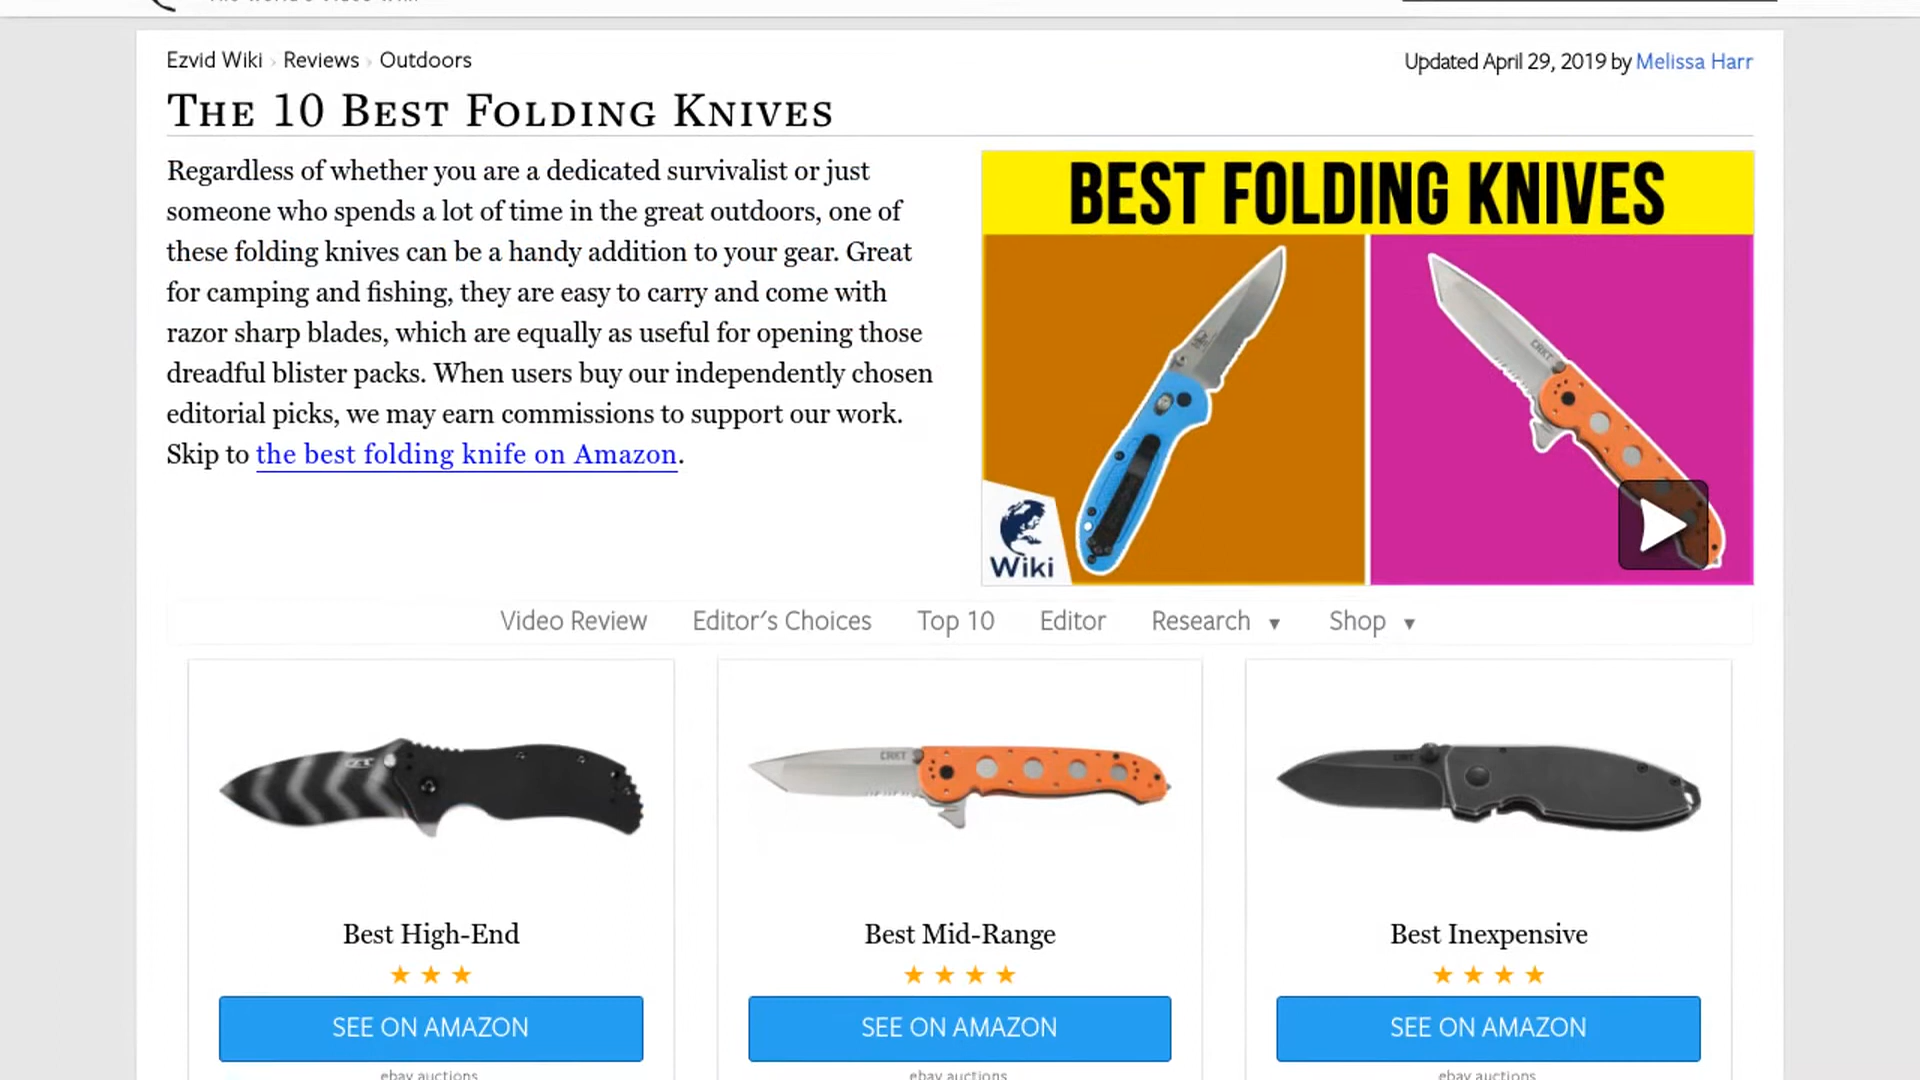 Ezvid Wiki › Reviews › Outdoors
Updated April 29, 2019 by Melissa Harr
The 10 Best Folding Knives
Regardless of whether you are a dedicated survivalist or just
someone who spends a lot of time in the great outdoors, one of
these folding knives can be a handy addition to your gear. Great
for camping and fishing, they are easy to carry and come with
razor sharp blades, which are equally as useful for opening those
dreadful blister packs. When users buy our independently chosen
editorial picks, we may earn commissions to support our work.
Skip to the best folding knife on Amazon.
BEST FOLDING KNIVES
CRKT
Wiki
Video Review Editor's Choices Top 10 Editor Research ▼ Shop ▼
ZT
CRKT
Best High-End
Best Mid-Range
Best Inexpensive
SEE ON AMAZON
SEE ON AMAZON
SEE ON AMAZON
ebay auctions
ebay auctions
ebay auctions